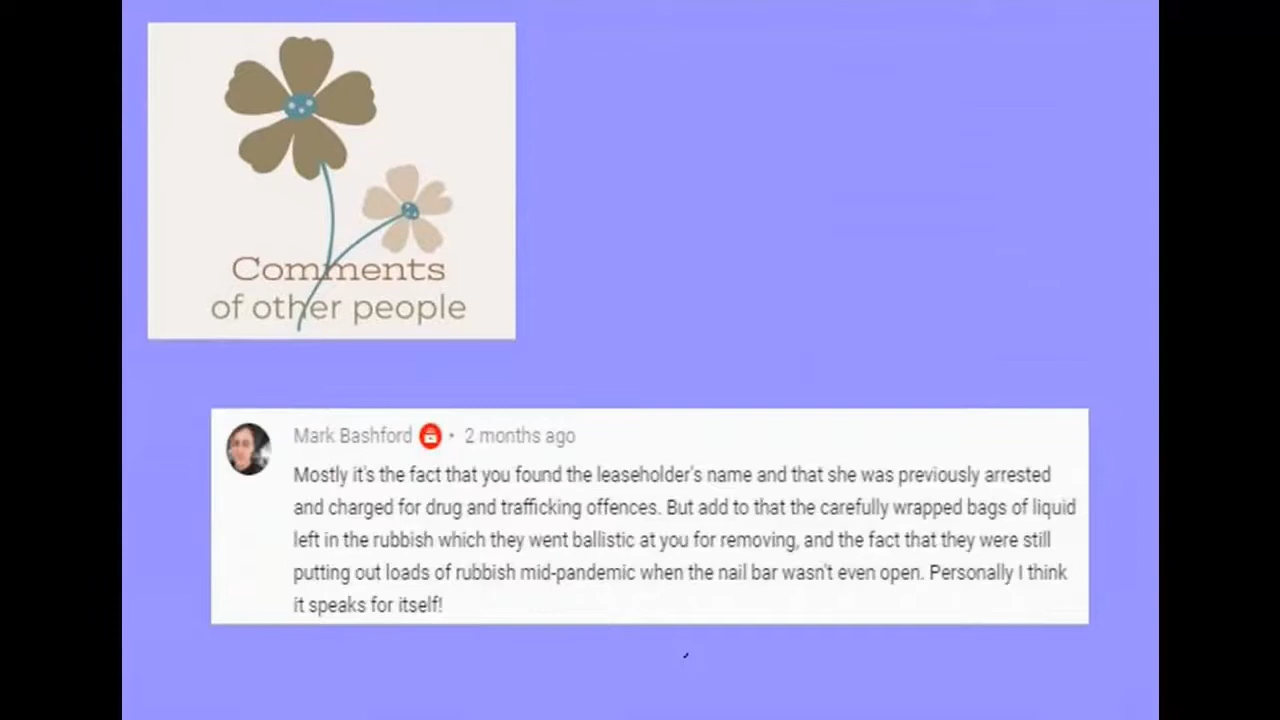 Comments
of other people
Mark Bashford • 2 months ago
Mostly it's the fact that you found the leaseholder's name and that she was previously arrested
and charged for drug and trafficking offences. But add to that the carefully wrapped bags of liquid
left in the rubbish which they went ballistic at you for removing, and the fact that they were still
putting out loads of rubbish mid-pandemic when the nail bar wasn't even open. Personally I think
it speaks for itself!